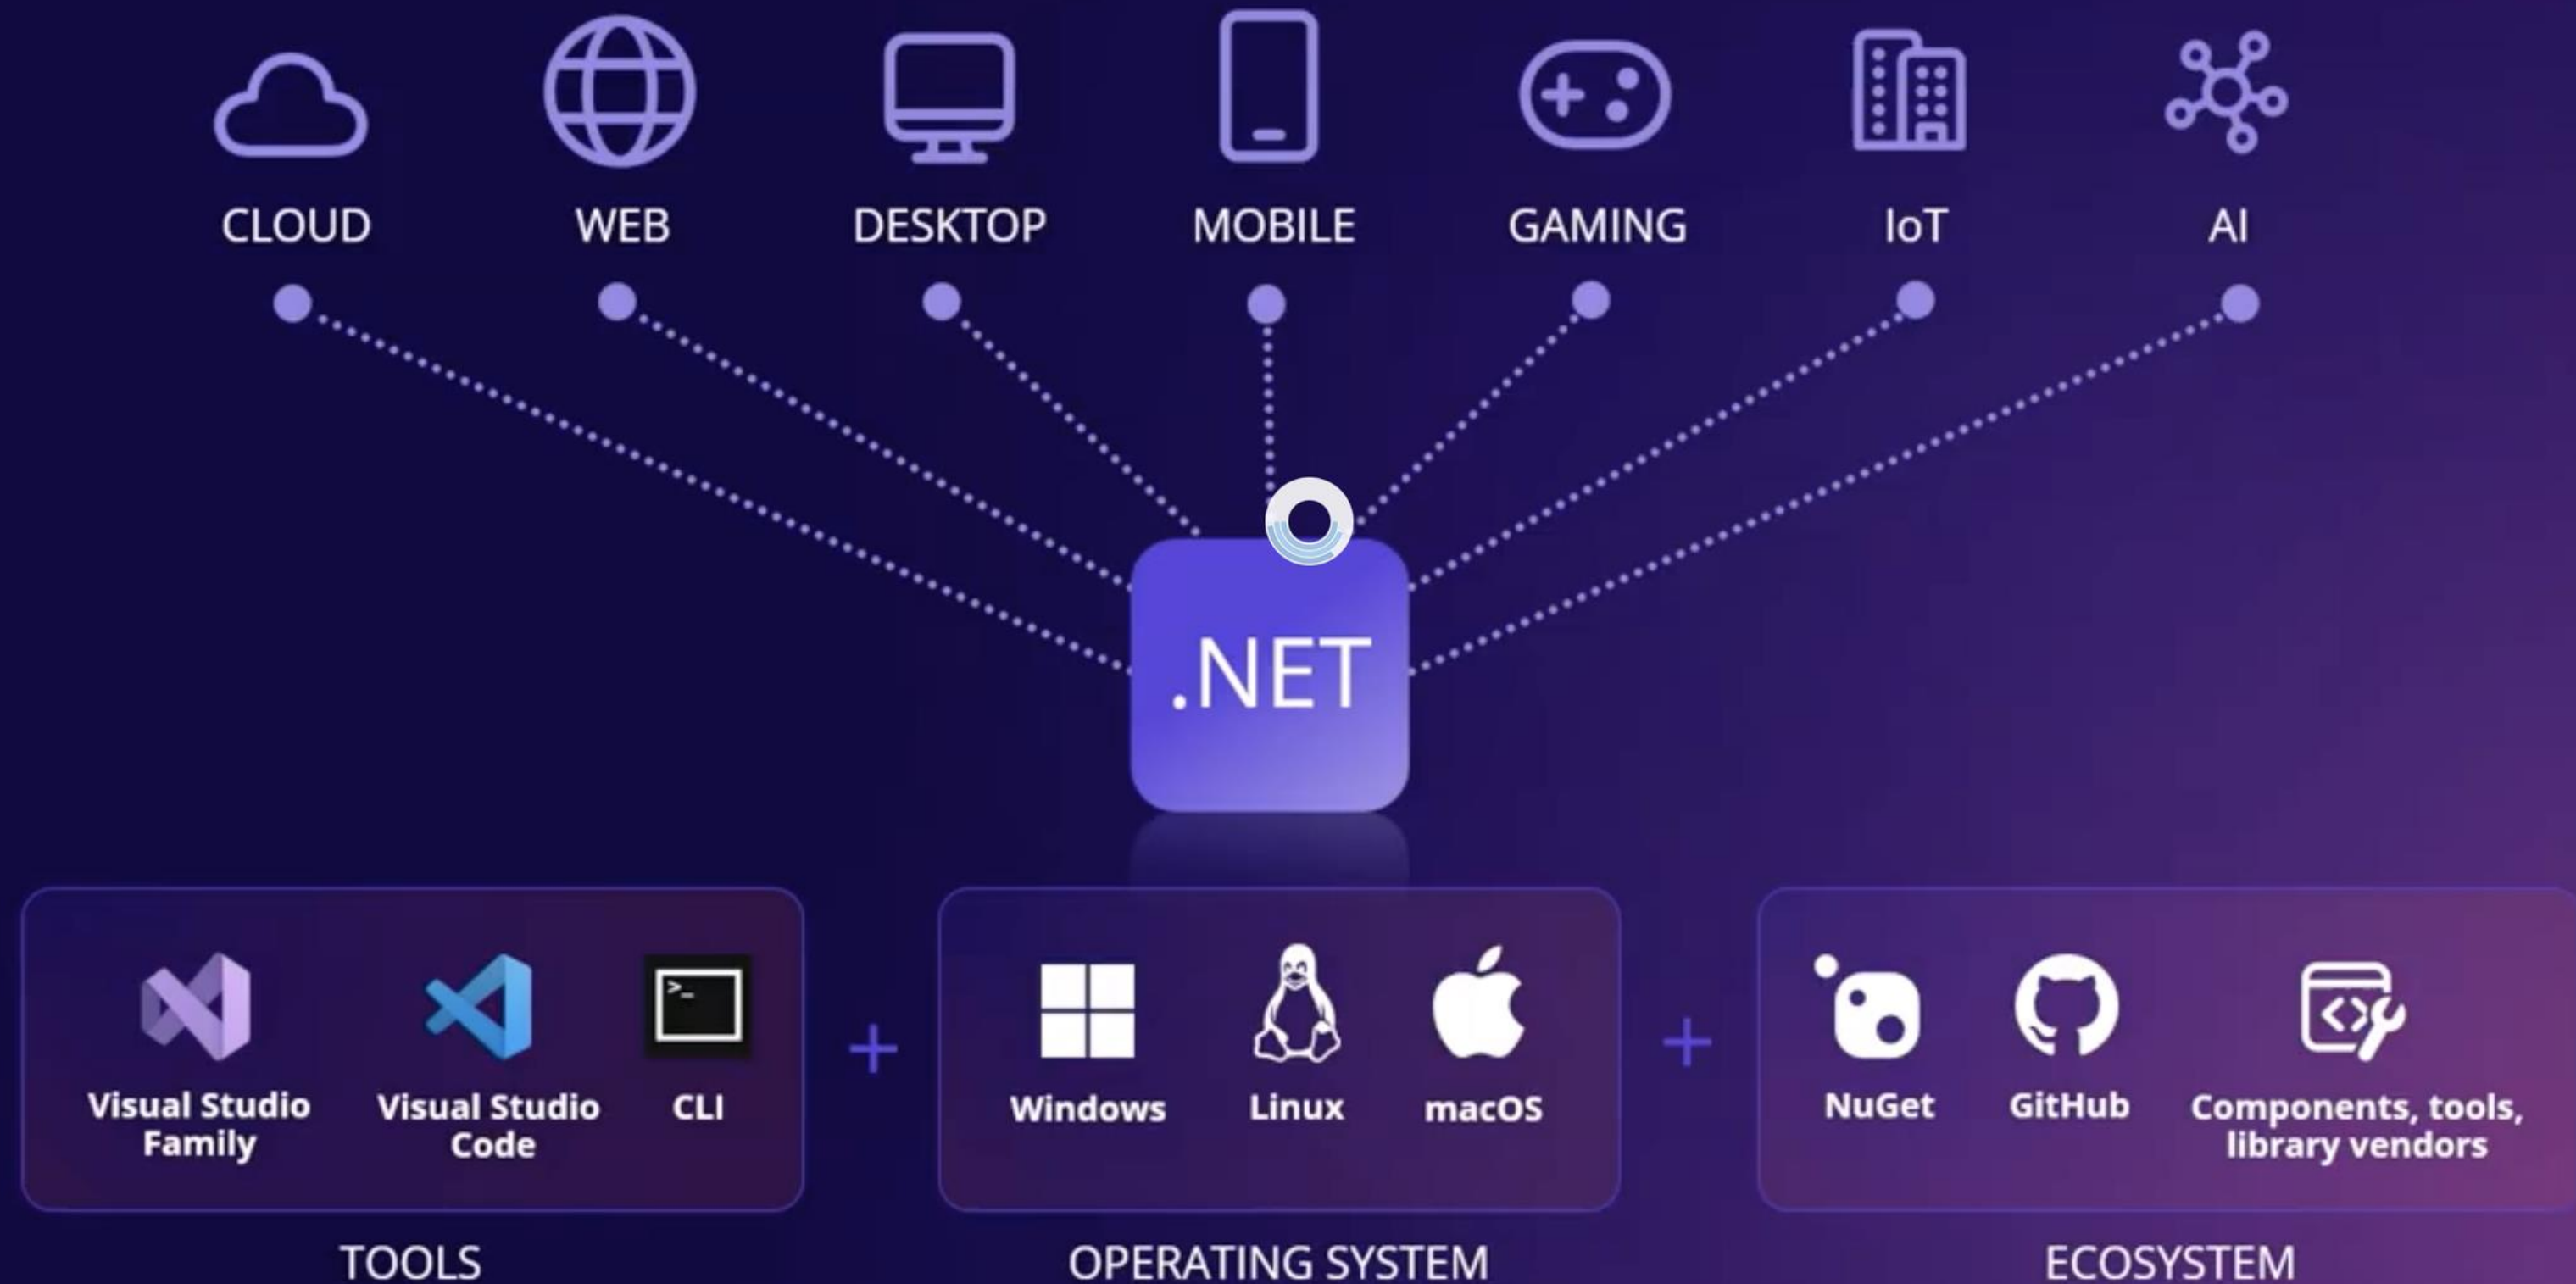 CLOUD
WEB
DESKTOP
MOBILE
GAMING
IoT
AI
.NET
>_
Visual Studio
Family
Visual Studio
Code
CLI
+
Windows
Linux
macOS
+
NuGet
GitHub
Components, tools,
library vendors
TOOLS
OPERATING SYSTEM
ECOSYSTEM